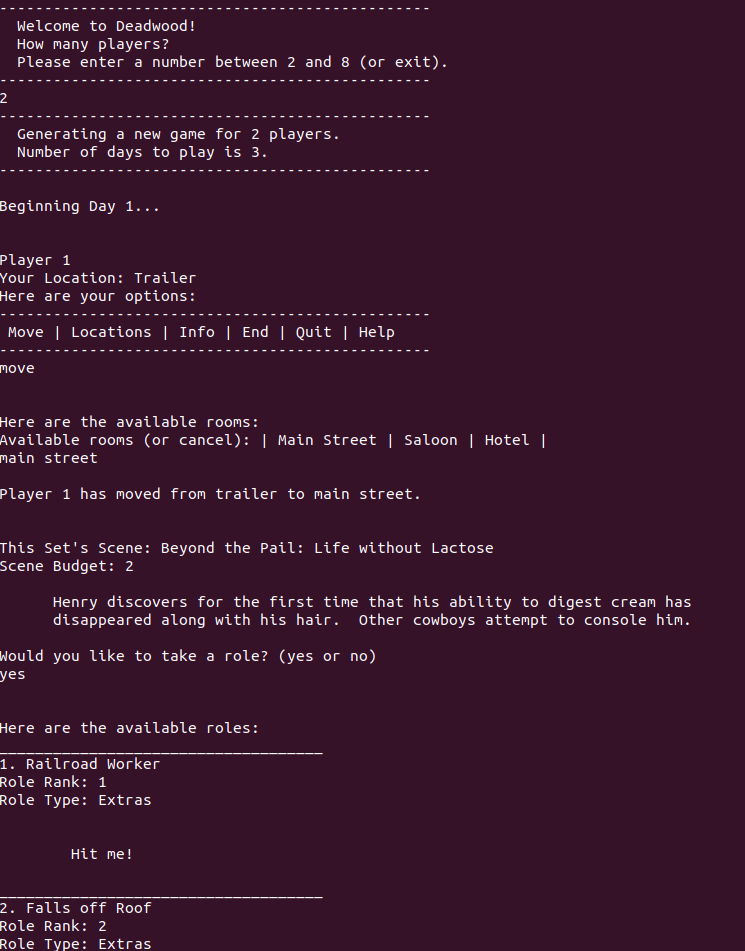 ------------------------------------------------
  Welcome to Deadwood!
  How many players?
  Please enter a number between 2 and 8 (or exit).
------------------------------------------------
2
------------------------------------------------
  Generating a new game for 2 players.
  Number of days to play is 3.
------------------------------------------------
Beginning Day 1...
Player 1
Your Location: Trailer
Here are your options:
------------------------------------------------
 Move | Locations | Info | End | Quit | Help
------------------------------------------------
move
Here are the available rooms:
Available rooms (or cancel): | Main Street | Saloon | Hotel |
main street
Player 1 has moved from trailer to main street.
This Set's Scene: Beyond the Pail: Life without Lactose
Scene Budget: 2
      Henry discovers for the first time that his ability to digest cream has
      disappeared along with his hair.  Other cowboys attempt to console him.
Would you like to take a role? (yes or no)
yes
Here are the available roles:
____________________________________
1. Railroad Worker
Role Rank: 1
Role Type: Extras
        Hit me!
____________________________________
2. Falls off Roof
Role Rank: 2
Role Type: Extras